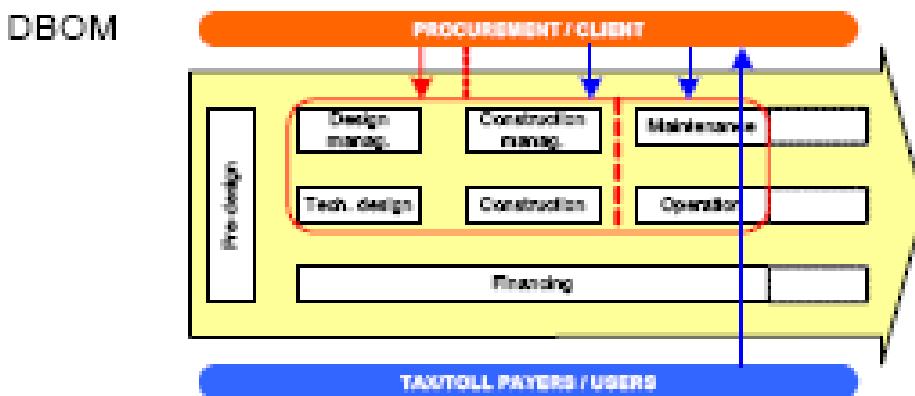 DBOM
PROCUREMENT / CLIENT
Design
manag.
Construction
manag.
Maintenance
Pre-design
Tech. design
Construction
Operation
Financing
TAX/TOLL PAYERS / USERS